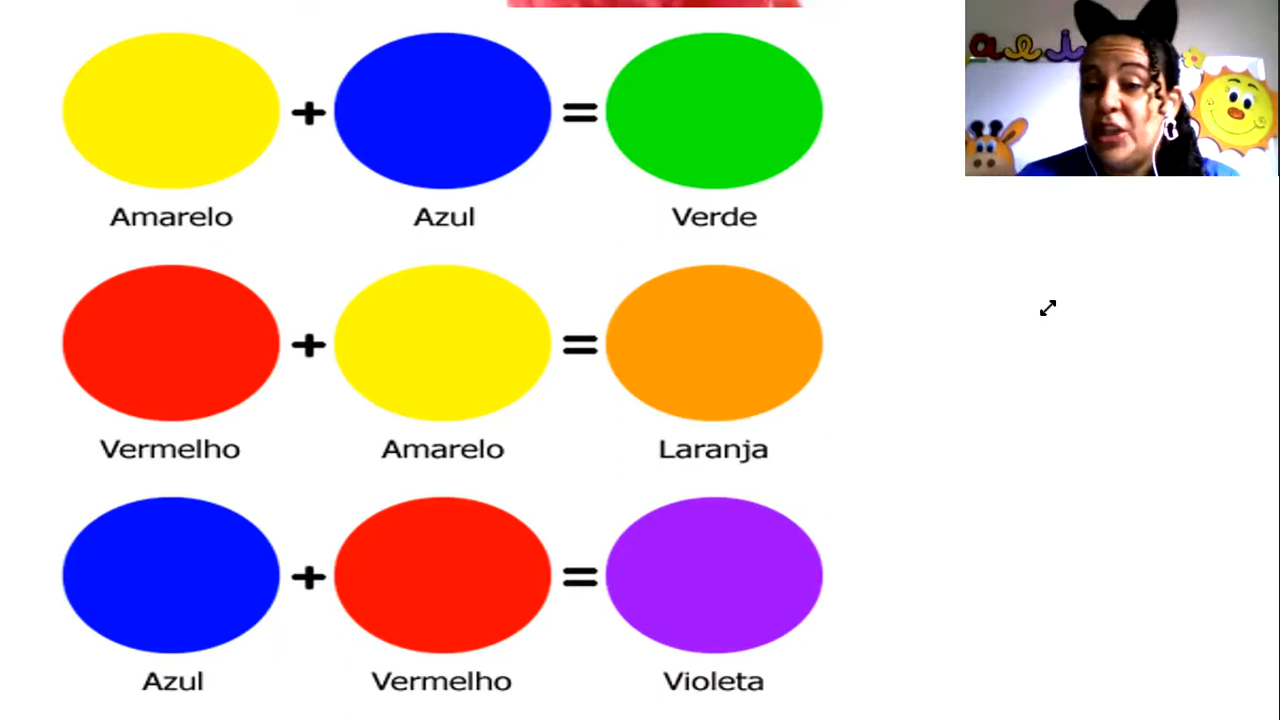 a e i
Amarelo + Azul = Verde
Vermelho + Amarelo = Laranja
Azul + Vermelho = Violeta